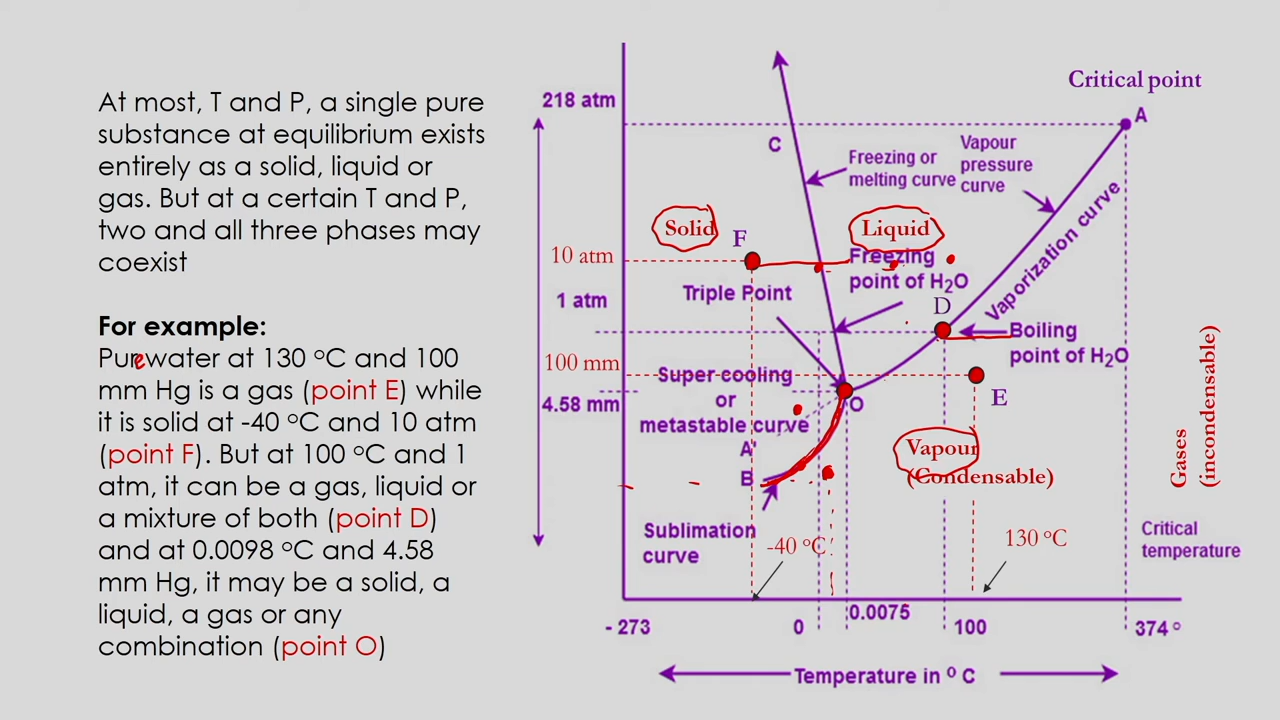 At most, T and P, a single pure
substance at equilibrium exists
entirely as a solid, liquid or
gas. But at a certain T and P,
two and all three phases may
coexist
For example:
Pure water at 130 °C and 100
mm Hg is a gas (point E) while
it is solid at -40 °C and 10 atm
(point F). But at 100 °C and 1
atm, it can be a gas, liquid or
a mixture of both (point D)
and at 0.0098 °C and 4.58
mm Hg, it may be a solid, a
liquid, a gas or any
combination (point O)
Critical point
218 atm
A
C
Freezing or
melting curve
Vapour
pressure
curve
Solid
Liquid
F
10 atm
Freezing
point of H₂O
Vaporization curve
Triple Point
1 atm
D
Boiling
point of H₂O
100 mm
Super cooling
or
metastable curve
4.58 mm
O
E
A'
B
Vapour
(Condensable)
Gases
(incondensable)
Sublimation
curve
-40 °C
130 °C
Critical
temperature
- 273
0
0.0075
100
374 °
Temperature in ° C